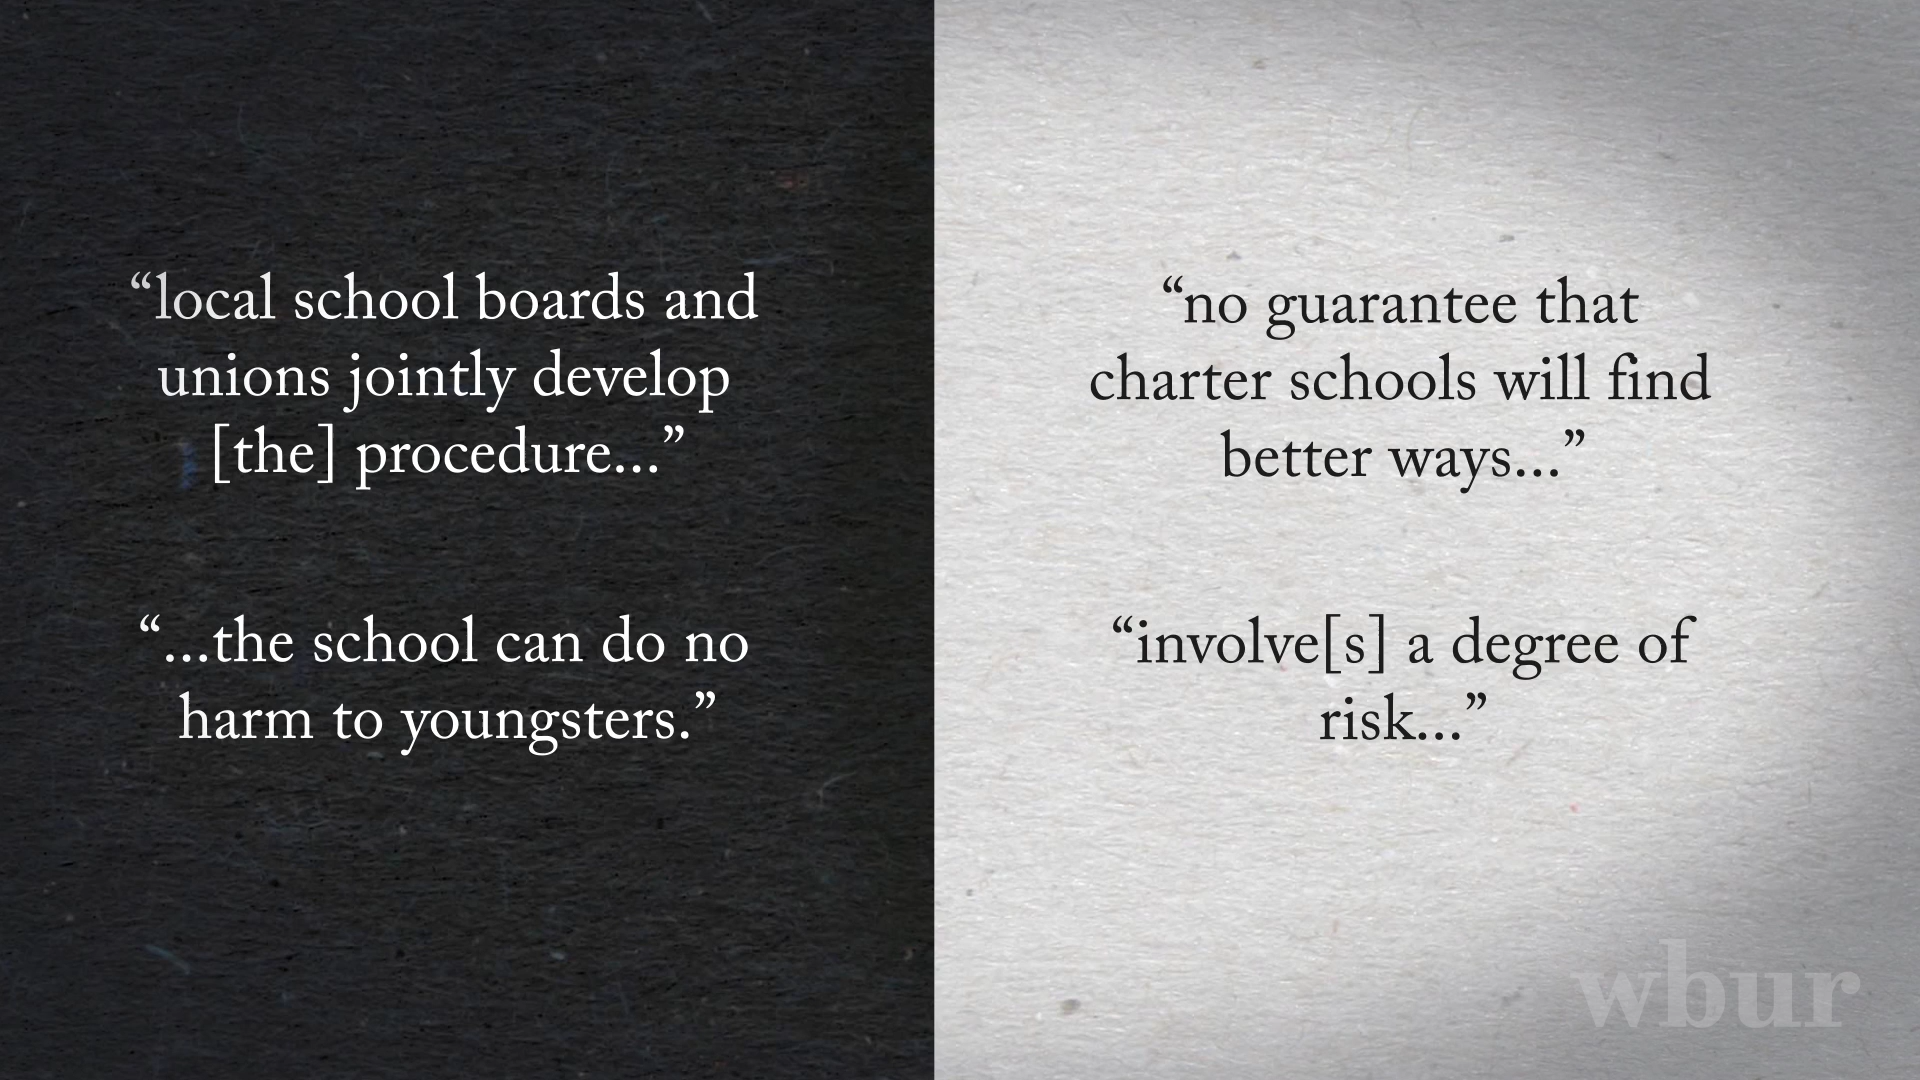 “local school boards and
unions jointly develop
[the] procedure...”
“...the school can do no
harm to youngsters.”
“no guarantee that
charter schools will find
better ways...”
“involve[s] a degree of
risk...”
wbur